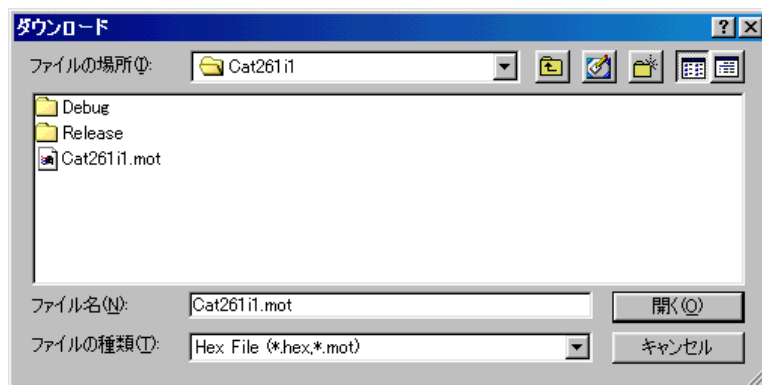 ダウンロード
ファイルの場所(I): Cat261i1
Debug
Release
Cat261i1.mot
ファイル名(N): Cat261i1.mot 開く(O)
ファイルの種類(T): Hex File (*.hex,*.mot) キャンセル